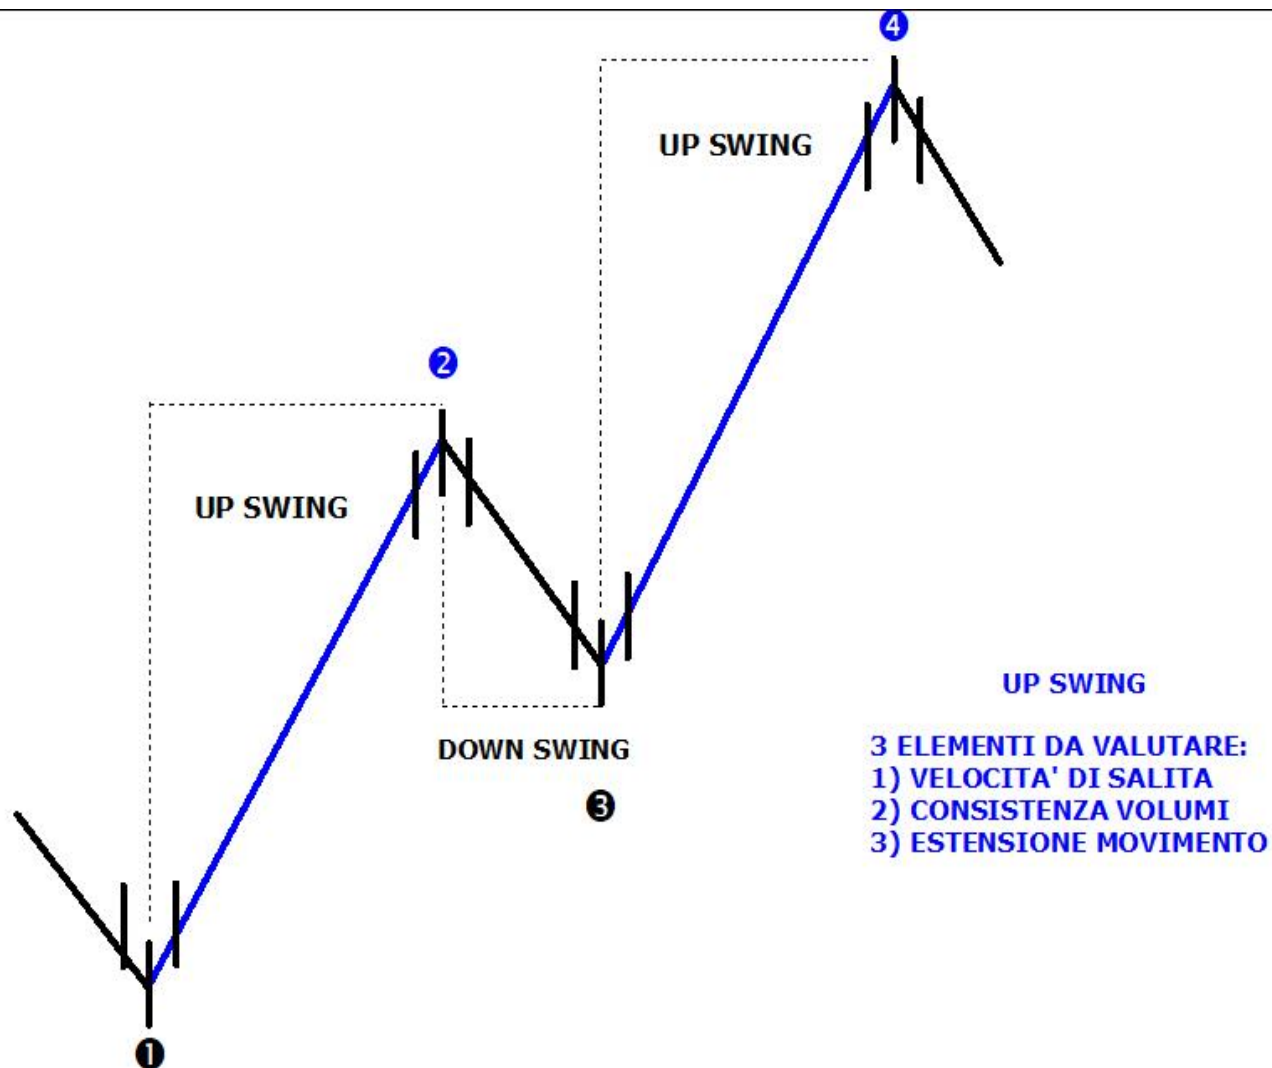 4
UP SWING
2
UP SWING
UP SWING
DOWN SWING
3 ELEMENTI DA VALUTARE:
1) VELOCITA' DI SALITA
3
2) CONSISTENZA VOLUMI
3) ESTENSIONE MOVIMENTO
1